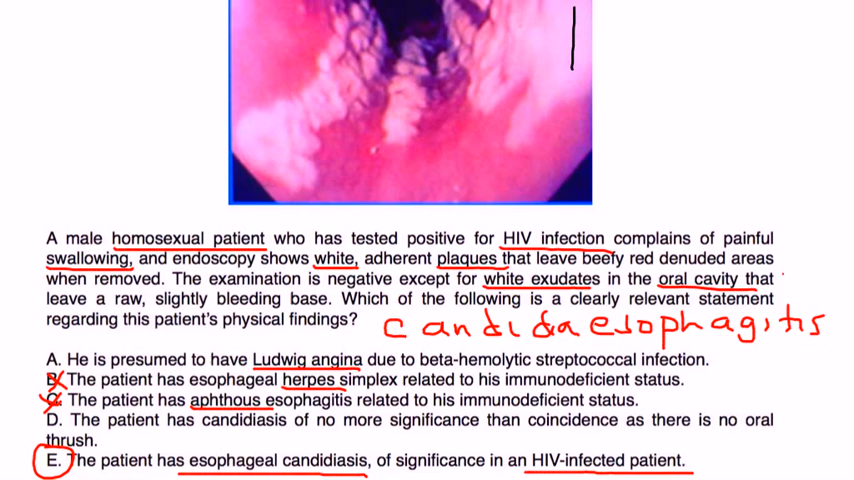 A male homosexual patient who has tested positive for HIV infection complains of painful
swallowing, and endoscopy shows white, adherent plaques that leave beefy red denuded areas
when removed. The examination is negative except for white exudates in the oral cavity that
leave a raw, slightly bleeding base. Which of the following is a clearly relevant statement
regarding this patient's physical findings?
candidaesophagitis
A. He is presumed to have Ludwig angina due to beta-hemolytic streptococcal infection.
B. The patient has esophageal herpes simplex related to his immunodeficient status.
C. The patient has aphthous esophagitis related to his immunodeficient status.
D. The patient has candidiasis of no more significance than coincidence as there is no oral
thrush.
E. The patient has esophageal candidiasis, of significance in an HIV-infected patient.